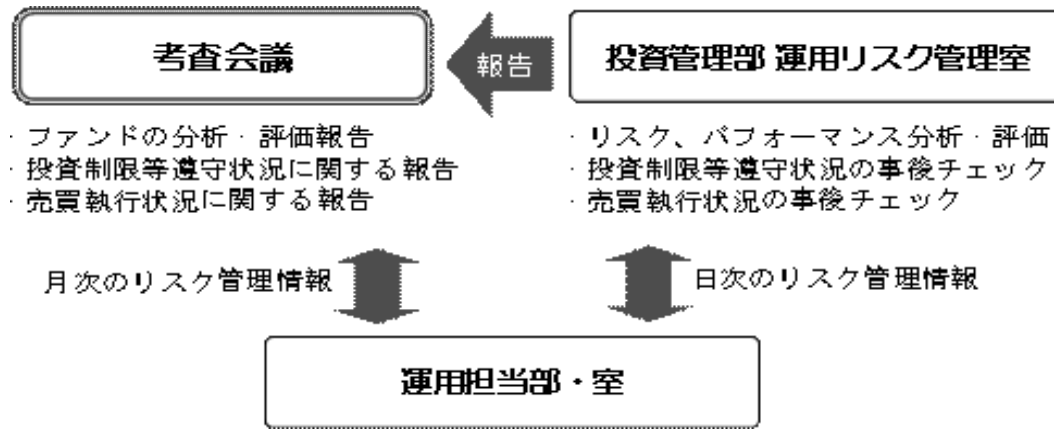 考査会議
報告
投資管理部 運用リスク管理室
・ファンドの分析・評価報告
・投資制限等遵守状況に関する報告
・売買執行状況に関する報告
・リスク、パフォーマンス分析・評価
・投資制限等遵守状況の事後チェック
・売買執行状況の事後チェック
月次のリスク管理情報
日次のリスク管理情報
運用担当部・室